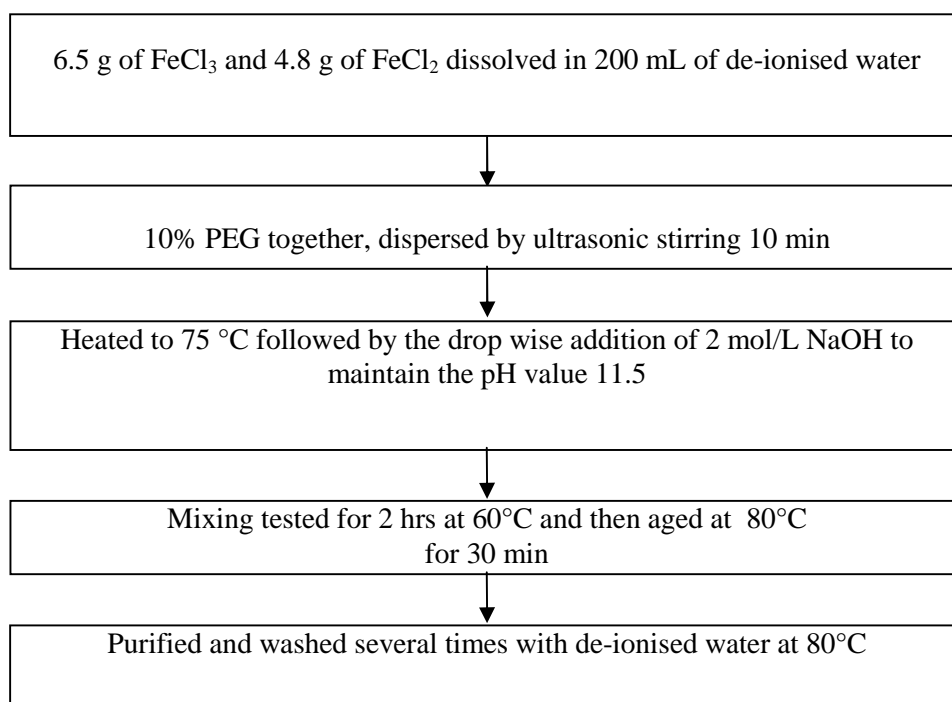 6.5 g of FeCl₃ and 4.8 g of FeCl₂ dissolved in 200 mL of de-ionised water
10% PEG together, dispersed by ultrasonic stirring 10 min
Heated to 75 °C followed by the drop wise addition of 2 mol/L NaOH to
maintain the pH value 11.5
Mixing tested for 2 hrs at 60°C and then aged at 80°C
for 30 min
Purified and washed several times with de-ionised water at 80°C